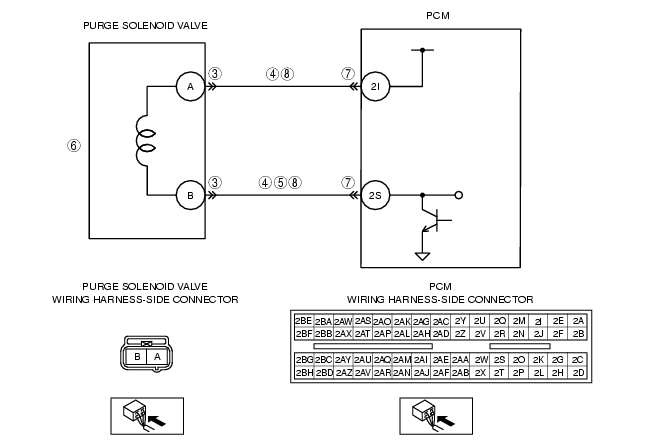 PURGE SOLENOID VALVE
PCM
③ ④⑧ ⑦
A 2I
⑥
③ ④⑤⑧ ⑦
B 2S
PURGE SOLENOID VALVE
WIRING HARNESS-SIDE CONNECTOR
B A
PCM
WIRING HARNESS-SIDE CONNECTOR
2BE 2BA 2AW 2AS 2AO 2AK 2AG 2AC 2Y 2U 2Q 2M 2I 2E 2A
2BF 2BB 2AX 2AT 2AP 2AL 2AH 2AD 2Z 2V 2R 2N 2J 2F 2B
2BG 2BC 2AY 2AU 2AQ 2AM 2AI 2AE 2AA 2W 2S 2O 2K 2G 2C
2BH 2BD 2AZ 2AV 2AR 2AN 2AJ 2AF 2AB 2X 2T 2P 2L 2H 2D